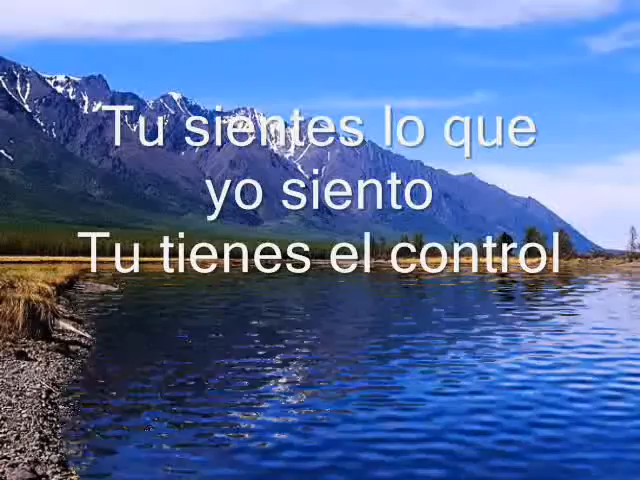 Tu sientes lo que
yo siento
Tu tienes el control